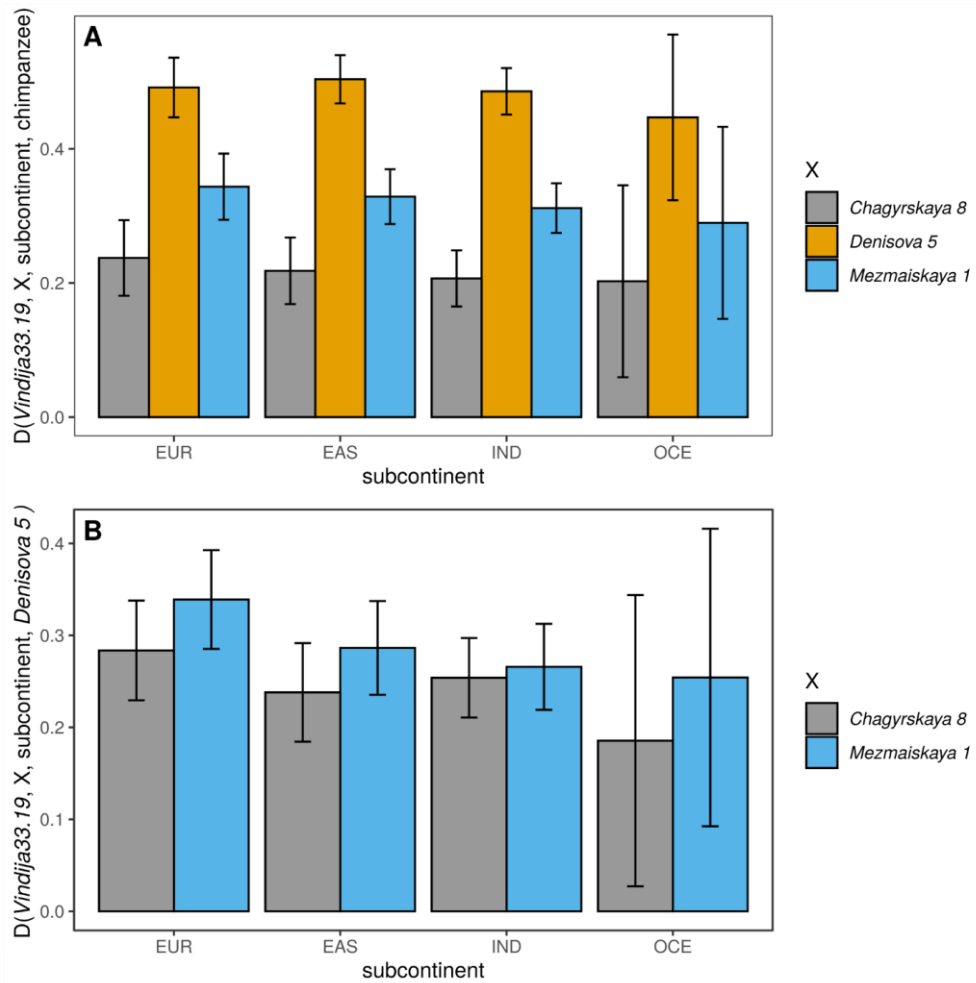 A
D(Vindija33.19, X, subcontinent, chimpanzee)
0.4
0.2
0.0
EUR EAS IND OCE
subcontinent
X
Chagyrskaya 8
Denisova 5
Mezmaiskaya 1
B
D(Vindija33.19, X, subcontinent, Denisova 5)
0.4
0.3
0.2
0.1
0.0
EUR EAS IND OCE
subcontinent
X
Chagyrskaya 8
Mezmaiskaya 1